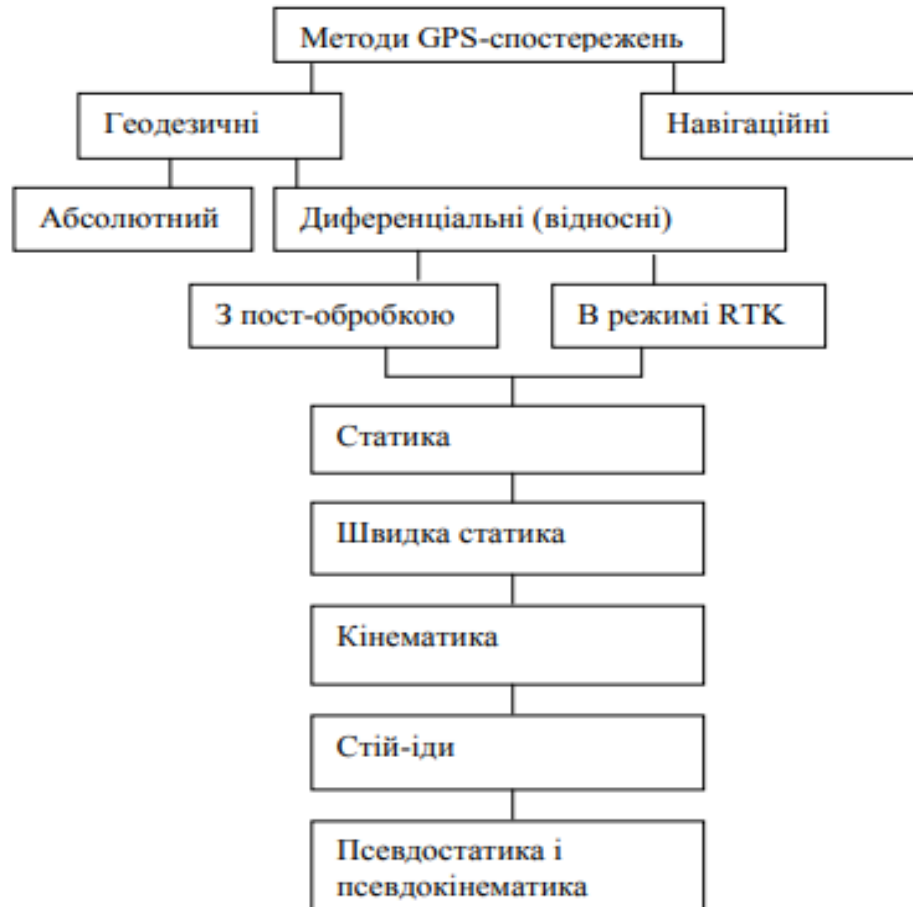 Методи GPS-спостережень
Геодезичні
Навігаційні
Абсолютний
Диференціальні (відносні)
З пост-обробкою
В режимі RTK
Статика
Швидка статика
Кінематика
Стій-іди
Псевдостатика і
псевдокінематика